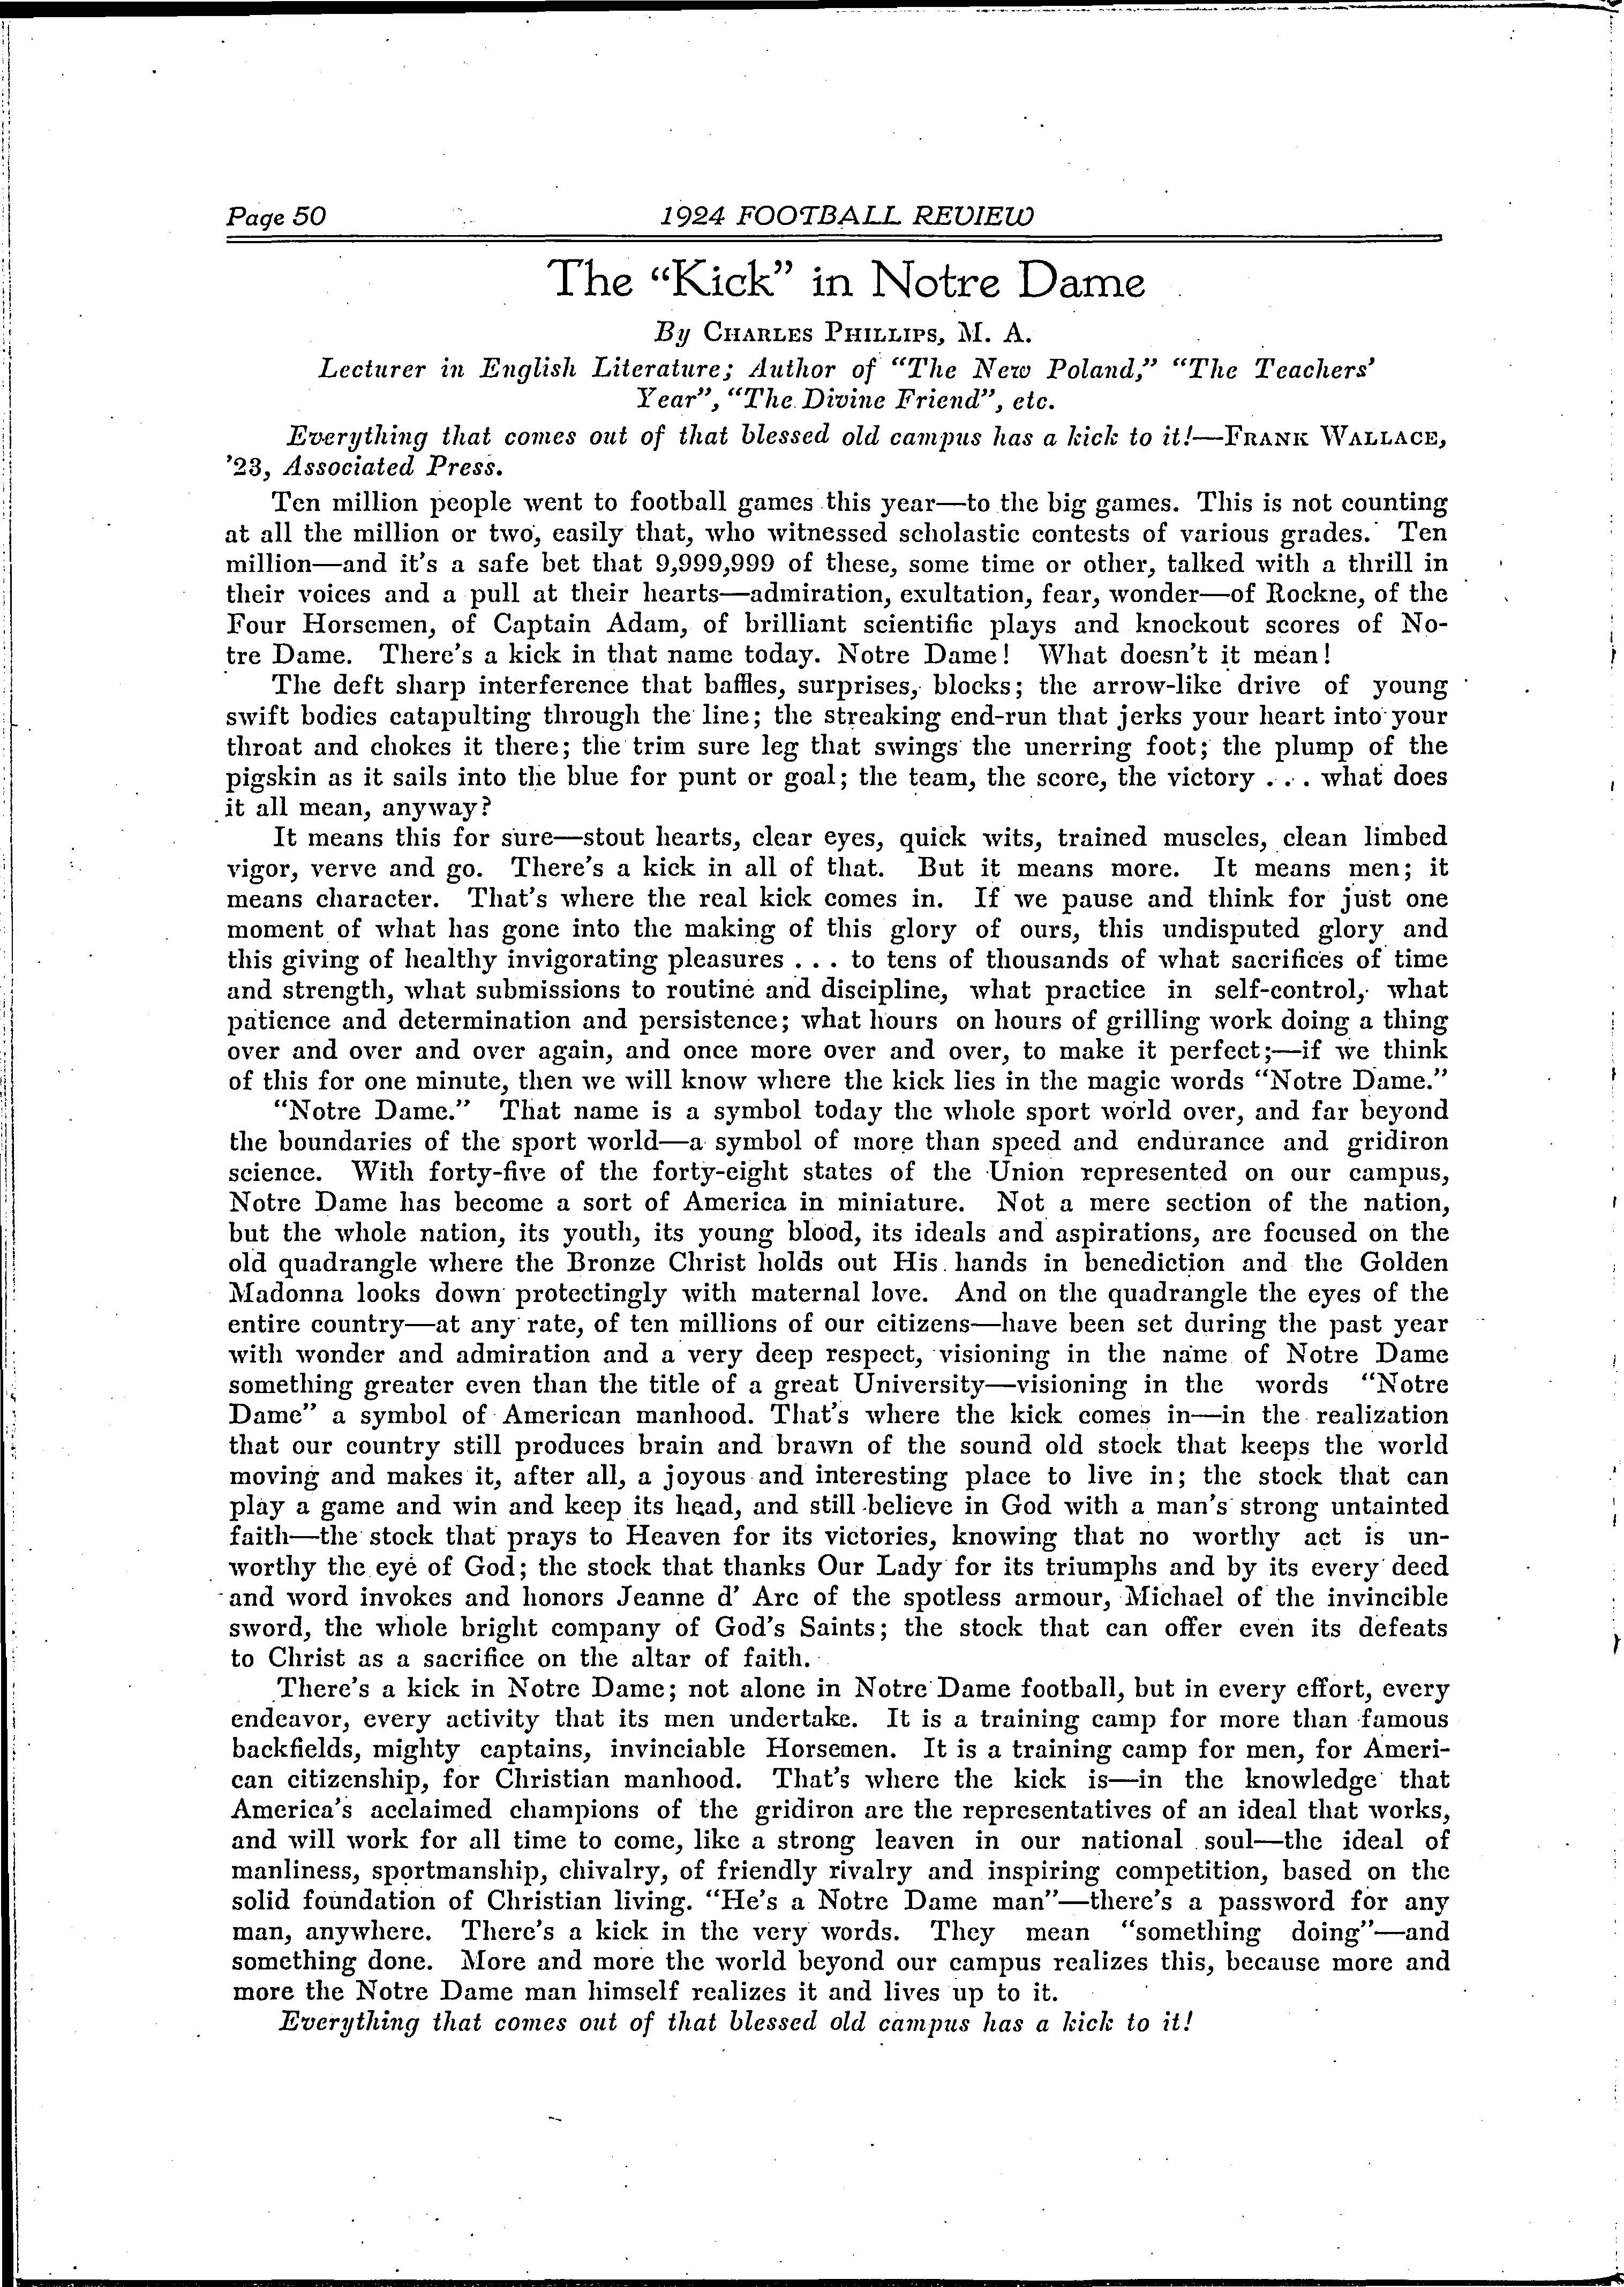 Page 50 1924 FOOTBALL REVIEW
The “Kick” in Notre Dame
By CHARLES PHILLIPS, M. A.
Lecturer in English Literature; Author of “The New Poland,” “The Teachers’
Year”, “The Divine Friend”, etc.
Everything that comes out of that blessed old campus has a kick to it!—FRANK WALLACE,
’23, Associated Press.
Ten million people went to football games this year—to the big games. This is not counting
at all the million or two, easily that, who witnessed scholastic contests of various grades. Ten
million—and it's a safe bet that 9,999,999 of these, some time or other, talked with a thrill in
their voices and a pull at their hearts—admiration, exultation, fear, wonder—of Rockne, of the
Four Horsemen, of Captain Adam, of brilliant scientific plays and knockout scores of No-
tre Dame. There's a kick in that name today. Notre Dame! What doesn't it mean!
The deft sharp interference that baffles, surprises, blocks; the arrow-like drive of young
swift bodies catapulting through the line; the streaking end-run that jerks your heart into your
throat and chokes it there; the trim sure leg that swings the unerring foot; the plump of the
pigskin as it sails into the blue for punt or goal; the team, the score, the victory . . . what does
it all mean, anyway?
It means this for sure—stout hearts, clear eyes, quick wits, trained muscles, clean limbed
vigor, verve and go. There's a kick in all of that. But it means more. It means men; it
means character. That's where the real kick comes in. If we pause and think for just one
moment of what has gone into the making of this glory of ours, this undisputed glory and
this giving of healthy invigorating pleasures . . . to tens of thousands of what sacrifices of time
and strength, what submissions to routine and discipline, what practice in self-control, what
patience and determination and persistence; what hours on hours of grilling work doing a thing
over and over and over again, and once more over and over, to make it perfect;—if we think
of this for one minute, then we will know where the kick lies in the magic words “Notre Dame.”
“Notre Dame.” That name is a symbol today the whole sport world over, and far beyond
the boundaries of the sport world—a symbol of more than speed and endurance and gridiron
science. With forty-five of the forty-eight states of the Union represented on our campus,
Notre Dame has become a sort of America in miniature. Not a mere section of the nation,
but the whole nation, its youth, its young blood, its ideals and aspirations, are focused on the
old quadrangle where the Bronze Christ holds out His hands in benediction and the Golden
Madonna looks down protectingly with maternal love. And on the quadrangle the eyes of the
entire country—at any rate, of ten millions of our citizens—have been set during the past year
with wonder and admiration and a very deep respect, visioning in the name of Notre Dame
something greater even than the title of a great University—visioning in the words “Notre
Dame” a symbol of American manhood. That's where the kick comes in—in the realization
that our country still produces brain and brawn of the sound old stock that keeps the world
moving and makes it, after all, a joyous and interesting place to live in; the stock that can
play a game and win and keep its head, and still believe in God with a man's strong untainted
faith—the stock that prays to Heaven for its victories, knowing that no worthy act is un-
worthy the eye of God; the stock that thanks Our Lady for its triumphs and by its every deed
and word invokes and honors Jeanne d' Arc of the spotless armour, Michael of the invincible
sword, the whole bright company of God's Saints; the stock that can offer even its defeats
to Christ as a sacrifice on the altar of faith.
There's a kick in Notre Dame; not alone in Notre Dame football, but in every effort, every
endeavor, every activity that its men undertake. It is a training camp for more than famous
backfields, mighty captains, invinciable Horsemen. It is a training camp for men, for Ameri-
can citizenship, for Christian manhood. That's where the kick is—in the knowledge that
America's acclaimed champions of the gridiron are the representatives of an ideal that works,
and will work for all time to come, like a strong leaven in our national soul—the ideal of
manliness, sportmanship, chivalry, of friendly rivalry and inspiring competition, based on the
solid foundation of Christian living. “He's a Notre Dame man”—there's a password for any
man, anywhere. There's a kick in the very words. They mean “something doing”—and
something done. More and more the world beyond our campus realizes this, because more and
more the Notre Dame man himself realizes it and lives up to it.
Everything that comes out of that blessed old campus has a kick to it!